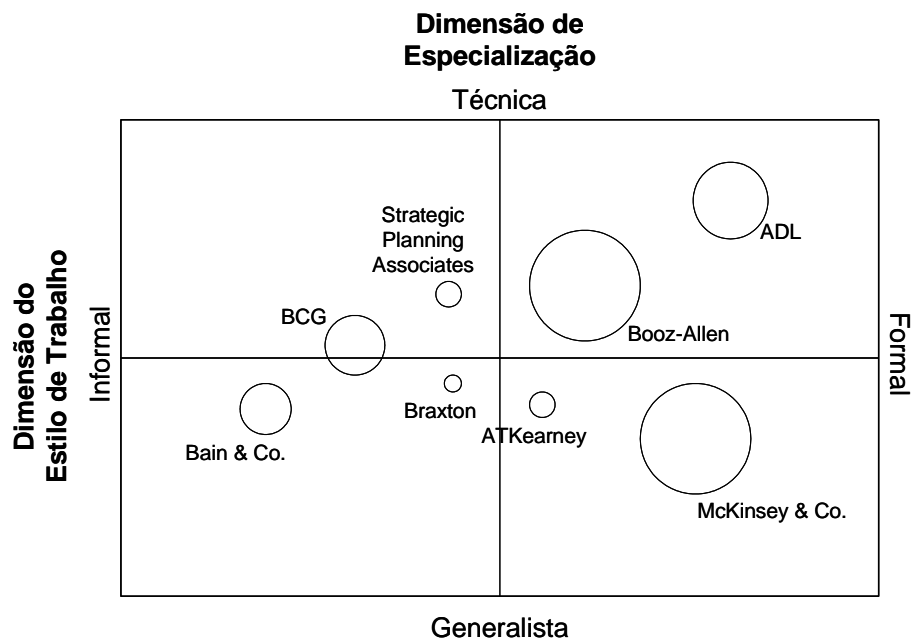 Dimensão de
Especialização
Técnica
Strategic
Planning
Associates
ADL
BCG
Booz-Allen
Dimensão do
Estilo de Trabalho
Informal
Formal
Braxton
ATKearney
Bain & Co.
McKinsey & Co.
Generalista